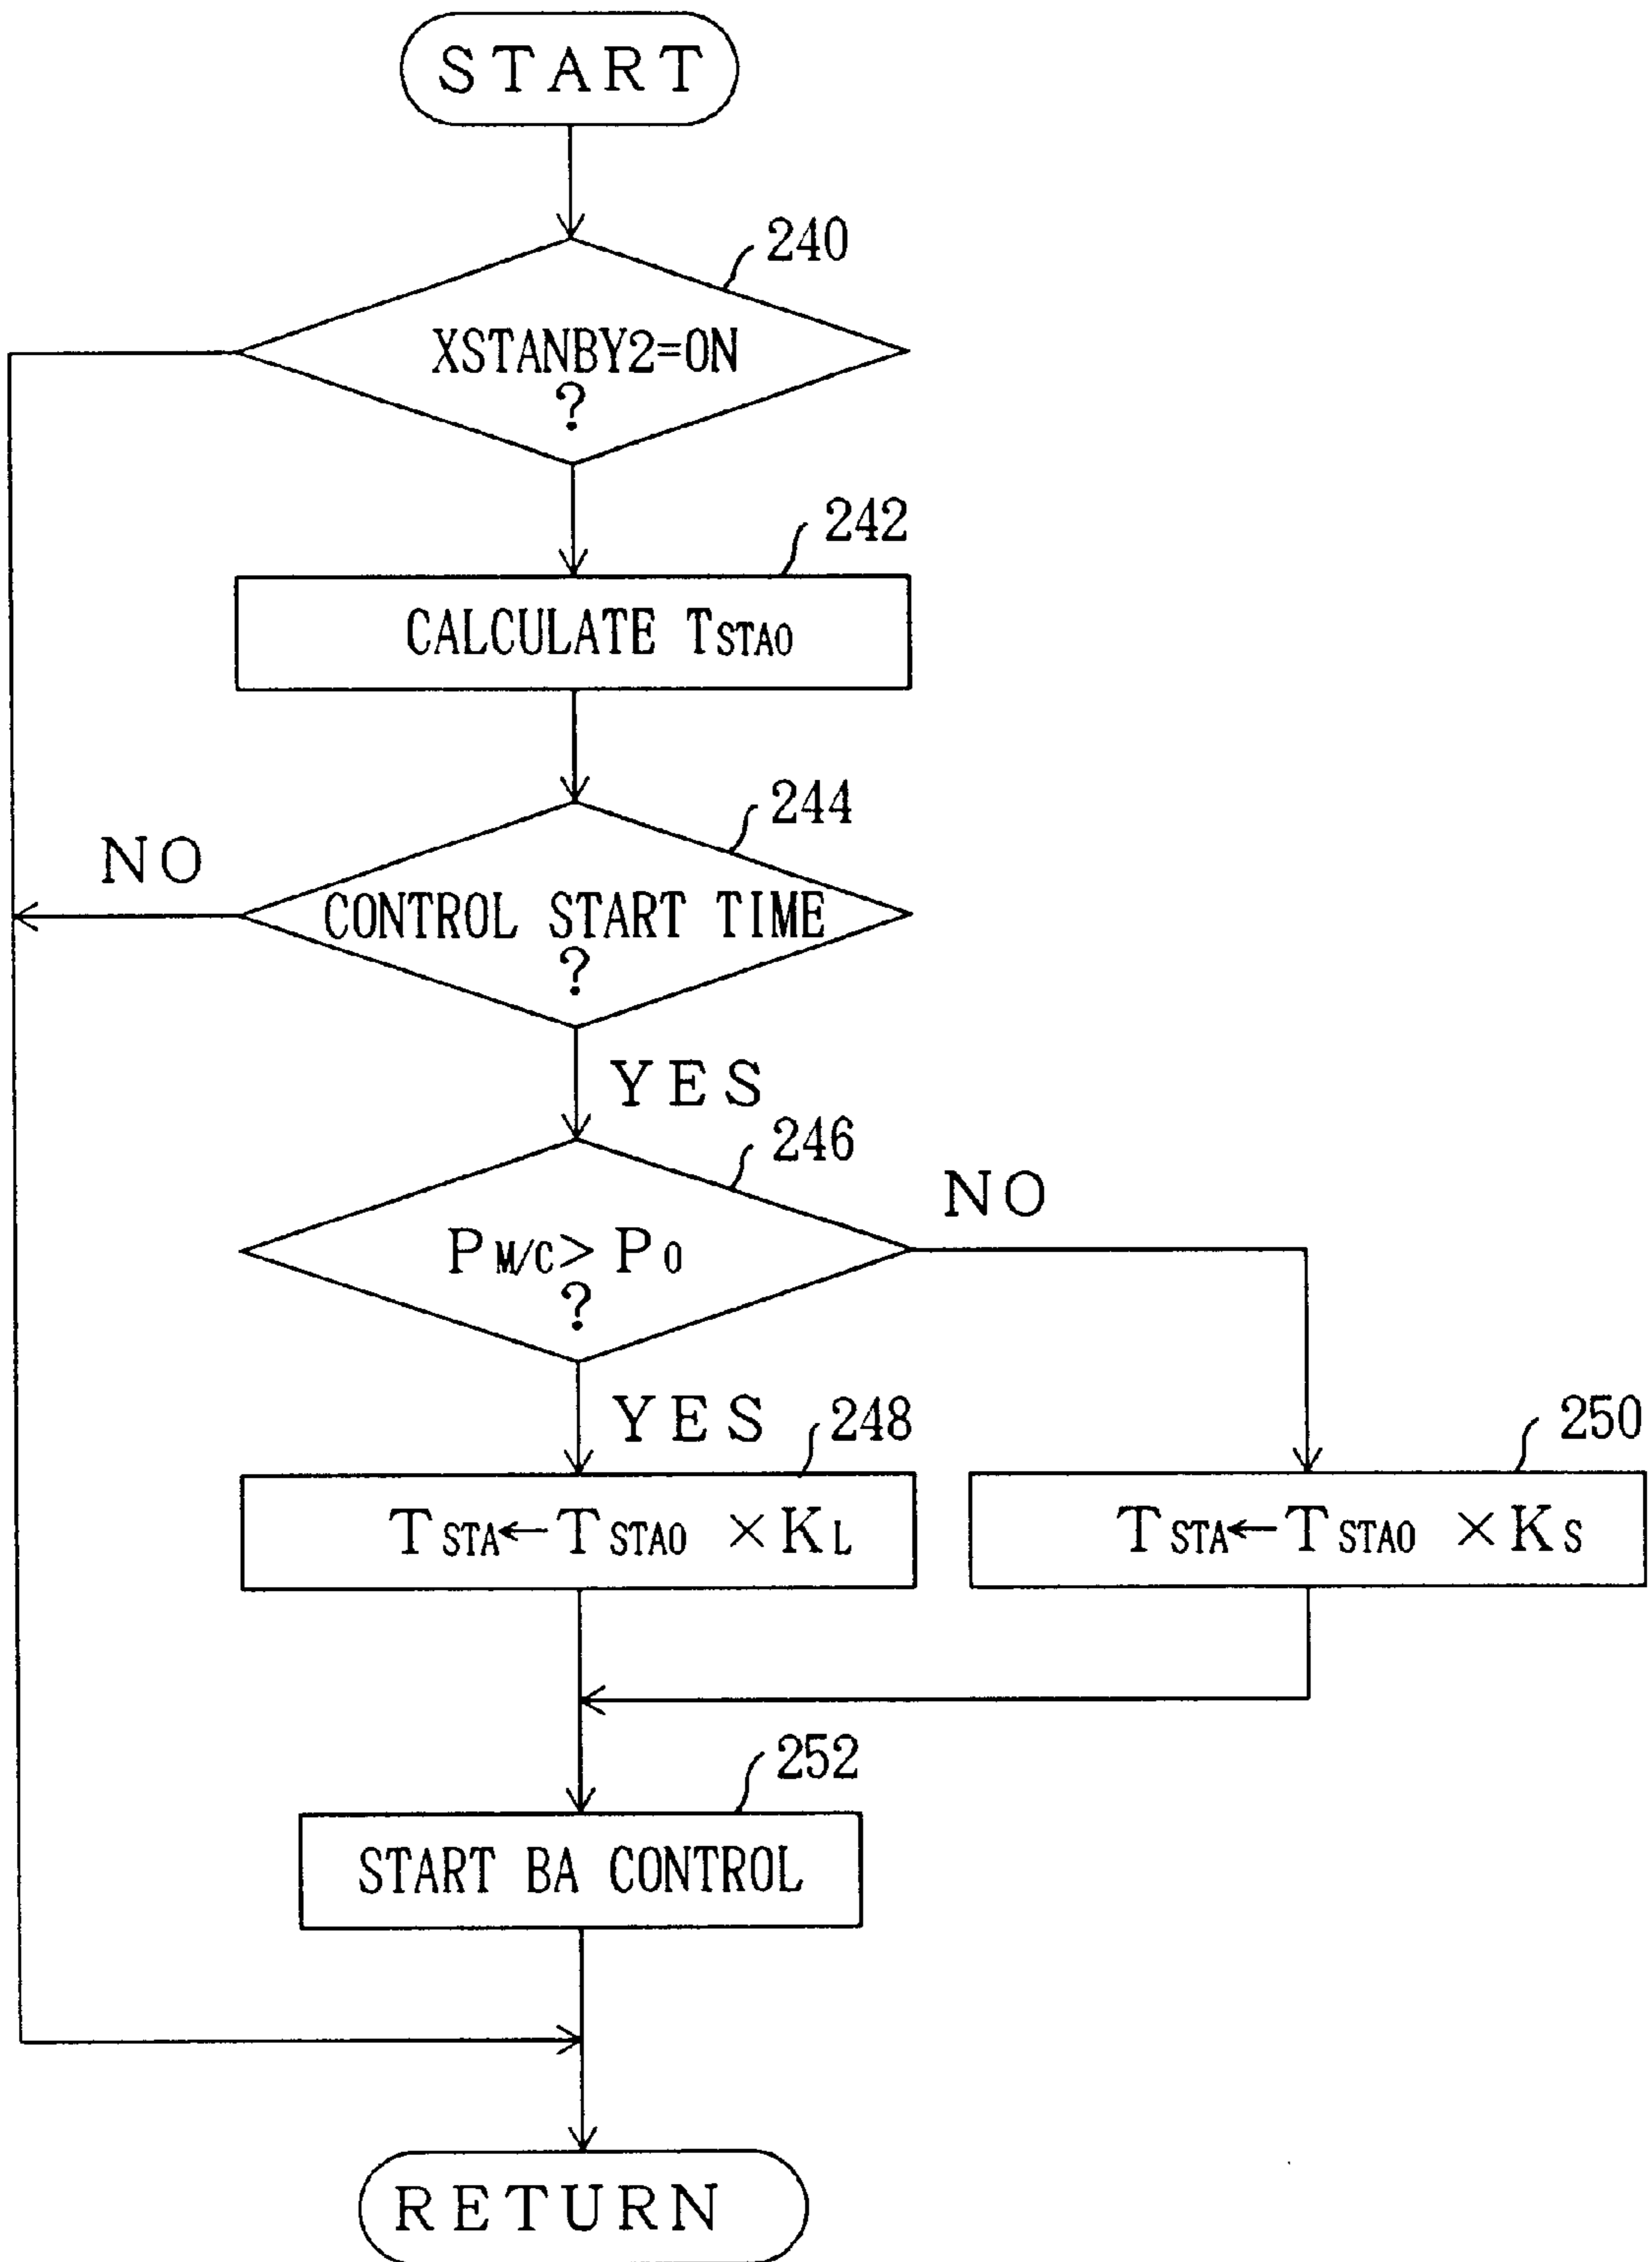 START
240
XSTANBY2=ON
?
242
CALCULATE TSTA0
244
NO
CONTROL START TIME
?
YES
246
NO
PM/C> P0
?
YES
248
250
TSTA←TSTA0 ×KL
TSTA←TSTA0 ×KS
252
START BA CONTROL
RETURN